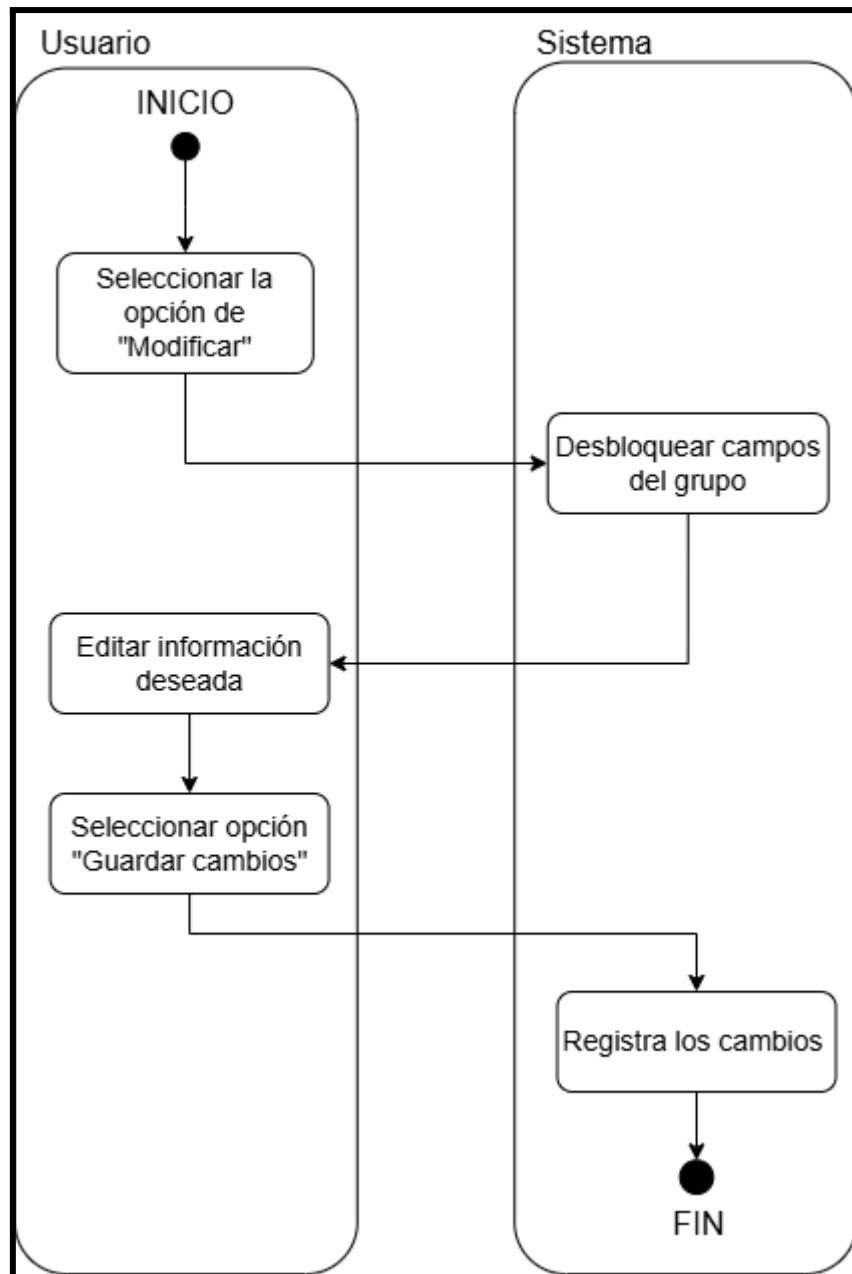 Usuario
Sistema
INICIO
Seleccionar la
opción de
"Modificar"
Desbloquear campos
del grupo
Editar información
deseada
Seleccionar opción
"Guardar cambios"
Registra los cambios
FIN